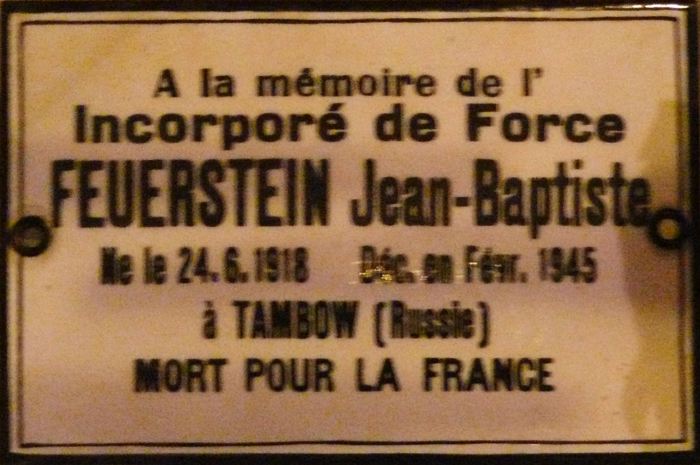 A la mémoire de l'
Incorporé de Force
FEUERSTEIN Jean-Baptiste
Ne le 24.6.1918 Déc. en Févr. 1945
à TAMBOW (Russie)
MORT POUR LA FRANCE